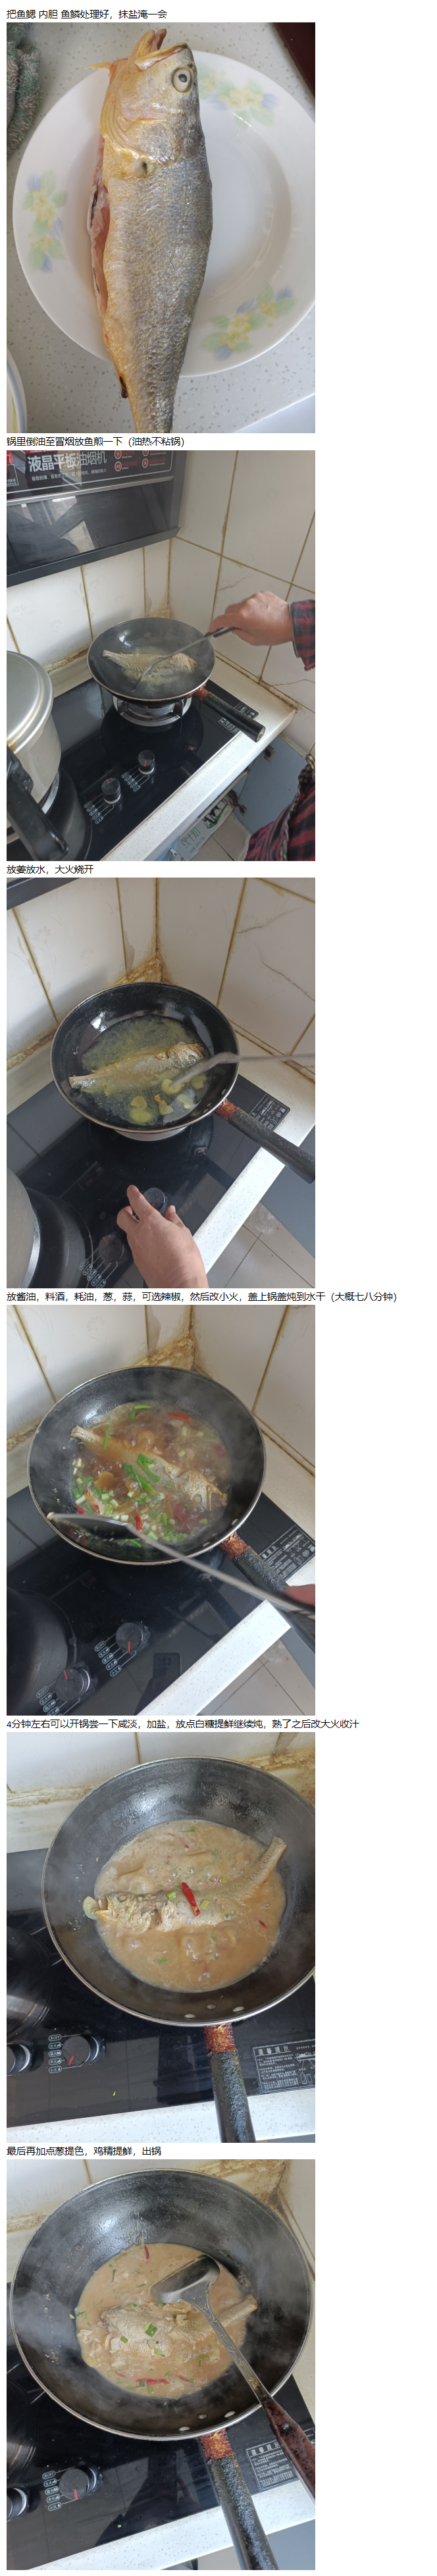 把鱼鳃 内胆 鱼鳞处理好，抹盐淹一会
锅里倒油至冒烟放鱼煎一下（油热不粘锅）
液晶平板油烟机
放姜放水，大火烧开
放酱油，料酒，耗油，葱，蒜，可选辣椒，然后改小火，盖上锅盖炖到水干（大概七八分钟）
4分钟左右可以开锅尝一下咸淡，加盐，放点白糖提鲜继续炖，熟了之后改大火收汁
最后再加点葱提色，鸡精提鲜，出锅